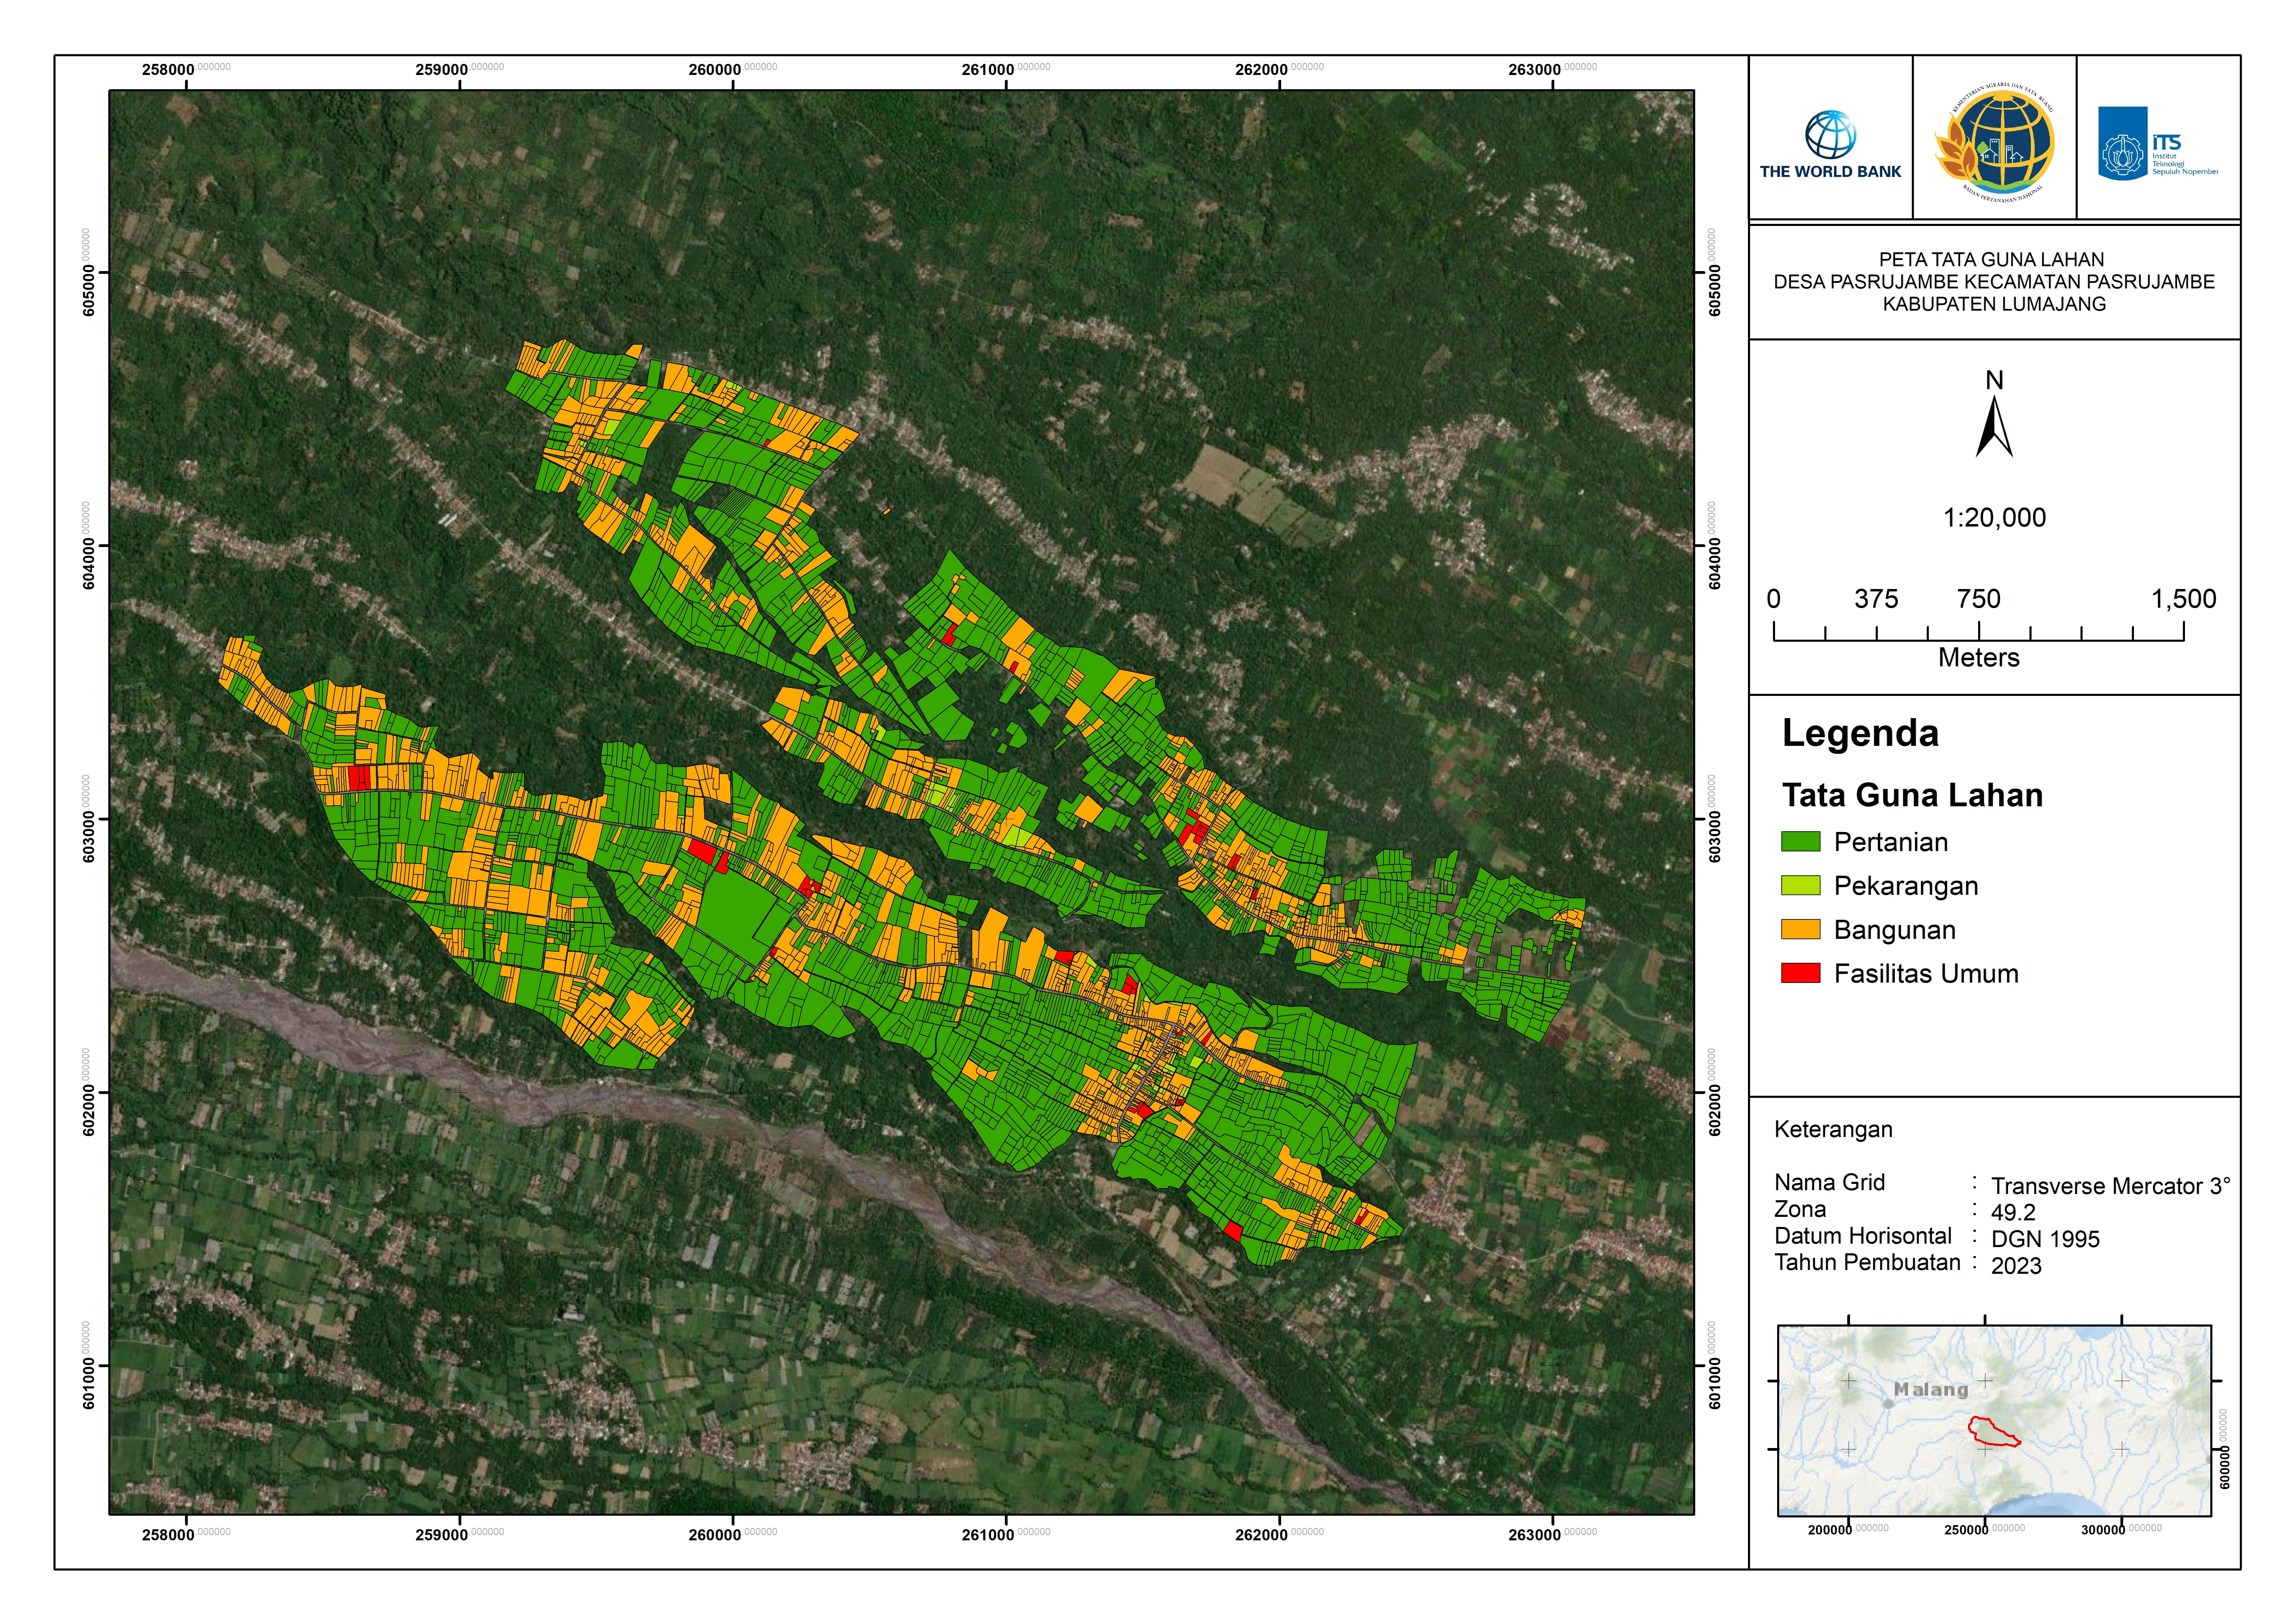 258000.000000 259000.000000 260000.000000 261000.000000 262000.000000 263000.000000
605000.000000
604000.000000
603000.000000
602000.000000
601000.000000
605000.000000
604000.000000
603000.000000
602000.000000
601000.000000
258000.000000 259000.000000 260000.000000 261000.000000 262000.000000 263000.000000
THE WORLD BANK
KEMENTERIAN AGRARIA DAN TATA RUANG
BADAN PERTANAHAN NASIONAL
iTS
Institut
Teknologi
Sepuluh Nopember
PETA TATA GUNA LAHAN
DESA PASRUJAMBE KECAMATAN PASRUJAMBE
KABUPATEN LUMAJANG
N
1:20,000
0 375 750 1,500
Meters
Legenda
Tata Guna Lahan
Pertanian
Pekarangan
Bangunan
Fasilitas Umum
Keterangan
Nama Grid : Transverse Mercator 3°
Zona : 49.2
Datum Horisontal : DGN 1995
Tahun Pembuatan : 2023
Malang
600000.000000
200000.000000 250000.000000 300000.000000